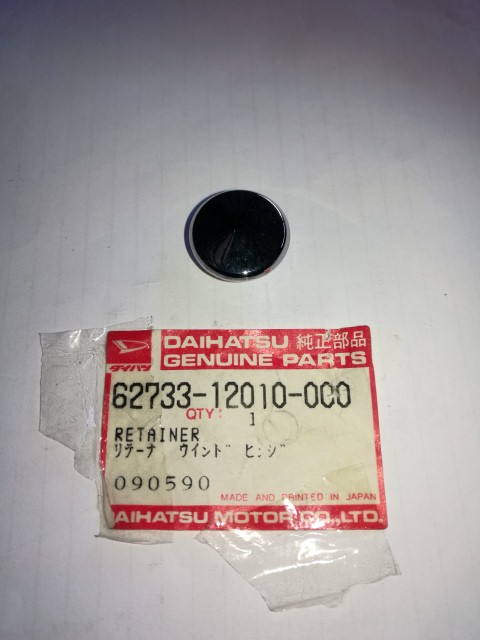 DAIHATSU 純正部品
GENUINE PARTS
ダイハツ
62733-12010-000
QTY: 1
RETAINER
リテーナ ウインド゛ ヒンジ゛
090590
MADE AND PRINTED IN JAPAN
DAIHATSU MOTOR CO., LTD.